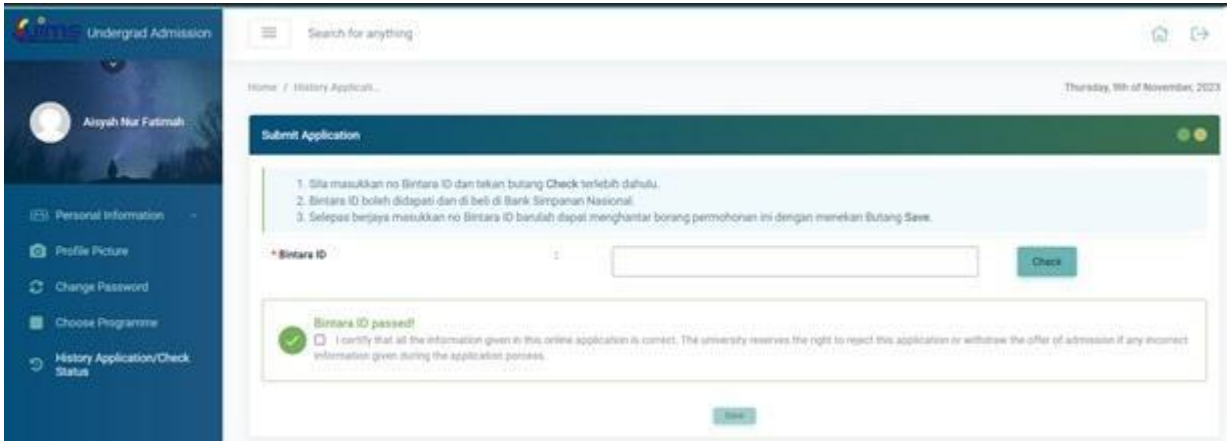 ims Undergrad Admission
Search for anything
Home / History Applicati...
Thursday, 9th of November, 2023
Aisyah Nur Fatimah
Submit Application
1. Sila masukkan no Bintara ID dan tekan butang Check terlebih dahulu.
2. Bintara ID boleh didapati dan di beli di Bank Simpanan Nasional.
3. Selepas berjaya masukkan no Bintara ID barulah dapat menghantar borang permohonan ini dengan menekan Butang Save.
Personal Information
Profile Picture
Change Password
Choose Programme
History Application/Check
Status
* Bintara ID :
Check
Bintara ID passed!
I certify that all the information given in this online application is correct. The university reserves the right to reject this application or withdraw the offer of admission if any incorrect
information given during the application porcess.
Save